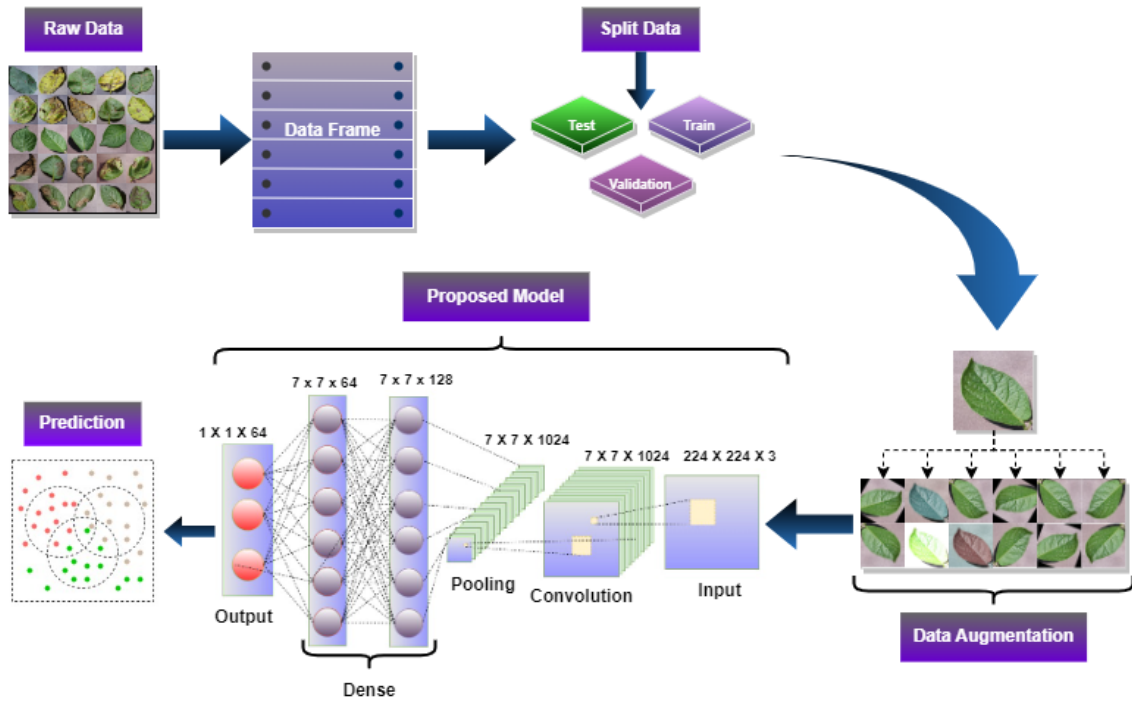 Raw Data
Split Data
Data Frame
Test
Train
Validation
Proposed Model
7 x 7 x 64
7 x 7 x 128
Prediction
1 X 1 X 64
7 X 7 X 1024
7 X 7 X 1024
224 X 224 X 3
Pooling
Convolution
Input
Output
Dense
Data Augmentation